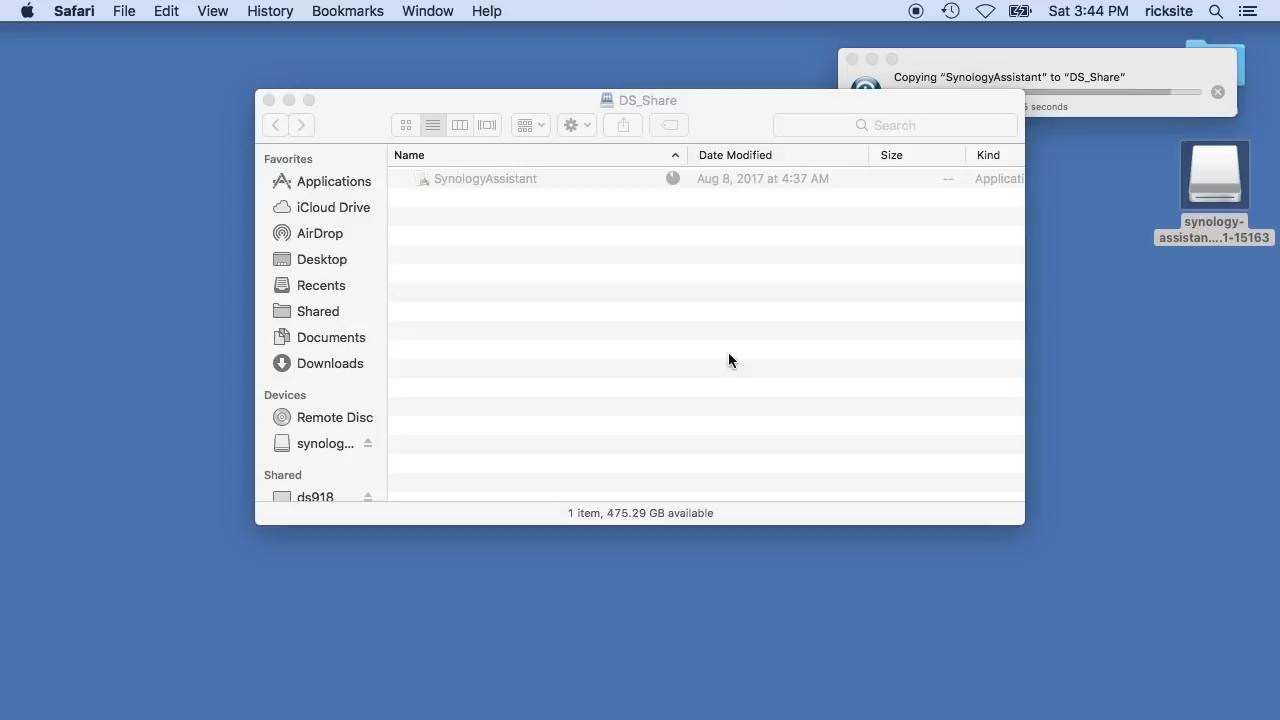 Safari File Edit View History Bookmarks Window Help Sat 3:44 PM ricksite
Copying “SynologyAssistant” to “DS_Share”
seconds
DS_Share
Search
Favorites
Applications
iCloud Drive
AirDrop
Desktop
Recents
Shared
Documents
Downloads
Devices
Remote Disc
synolog...
Shared
ds918
Name Date Modified Size Kind
SynologyAssistant Aug 8, 2017 at 4:37 AM -- Applicati
1 item, 475.29 GB available
synology-
assistan....1-15163